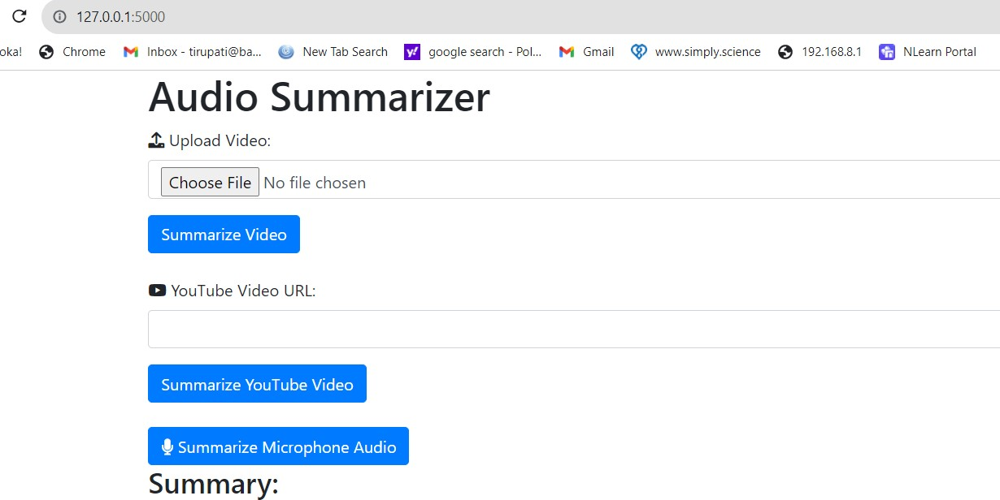 127.0.0.1:5000
oka! Chrome Inbox - tirupati@ba... New Tab Search google search - Pol... Gmail www.simply.science 192.168.8.1 NLearn Portal
Audio Summarizer
Upload Video:
Choose File No file chosen
Summarize Video
YouTube Video URL:
Summarize YouTube Video
Summarize Microphone Audio
Summary: